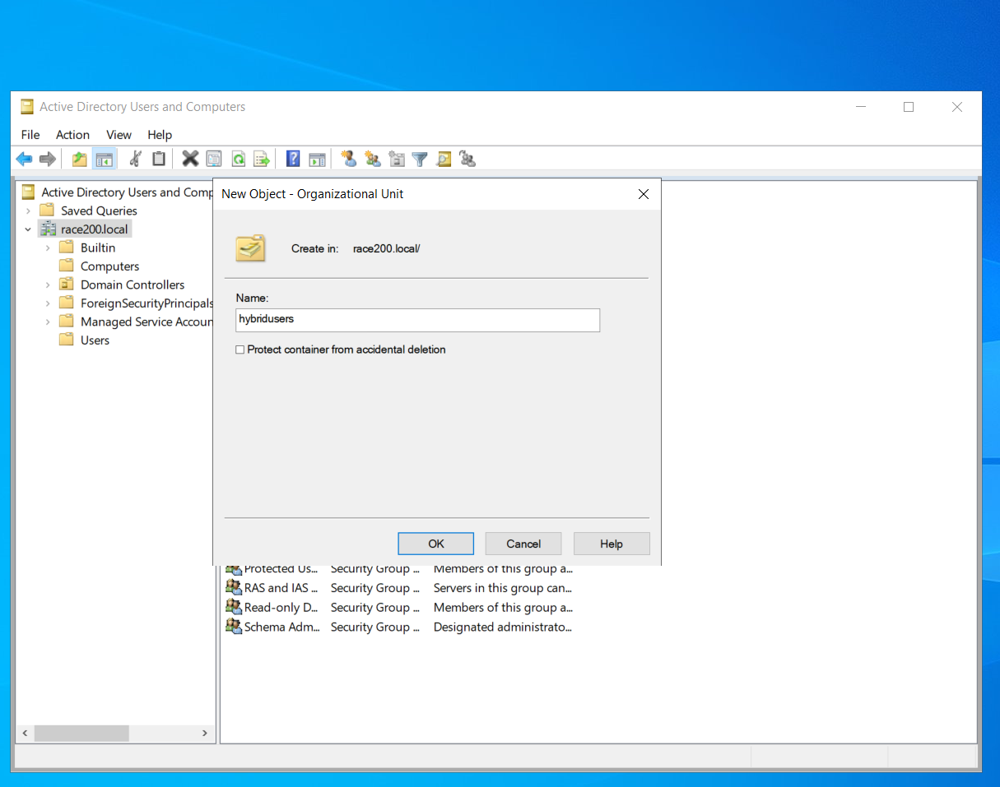 Active Directory Users and Computers
File Action View Help
Active Directory Users and Comp
Saved Queries
race200.local
Builtin
Computers
Domain Controllers
ForeignSecurityPrincipals
Managed Service Accoun
Users
New Object - Organizational Unit
Create in: race200.local/
Name:
hybridusers
Protect container from accidental deletion
OK Cancel Help
Protected Us... Security Group ... Members of this group a...
RAS and IAS ... Security Group ... Servers in this group can...
Read-only D... Security Group ... Members of this group a...
Schema Adm... Security Group ... Designated administrato...